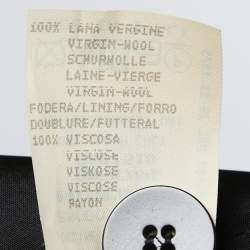 100% LANA VERGINE
VIRGIN-WOOL
SCHURWOLLE
LAINE-VIERGE
VIRGIN-WOOL
FODERA/LINING/FORRO
DOUBLURE/FUTTERAL
100% VISCOSA
VISCOSE
VISKOSE
VISCOSE
RAYON